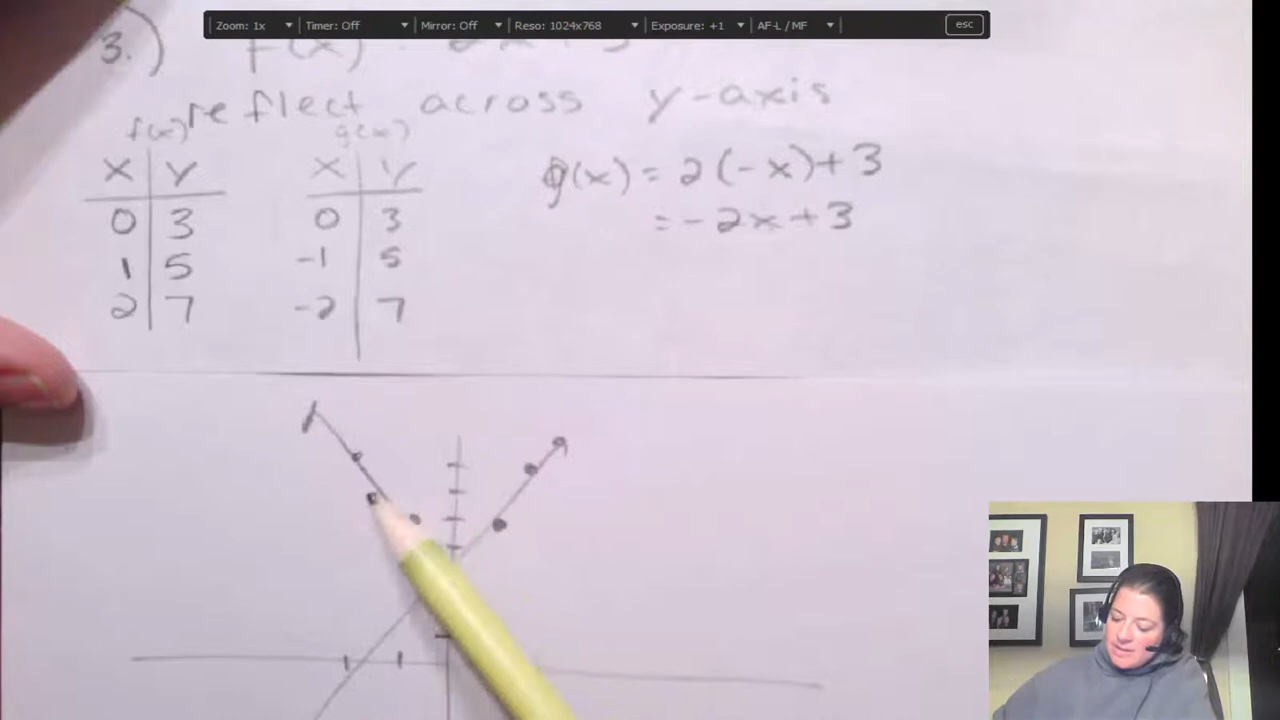 Zoom: 1x Timer: Off Mirror: Off Reso: 1024x768 Exposure: +1 AF-L / MF esc
3.) f(x)
reflect across y-axis
f(x) g(x)
x y x y g(x) = 2(-x)+3
0 3 0 3 = -2x+3
1 5 -1 5
2 7 -2 7